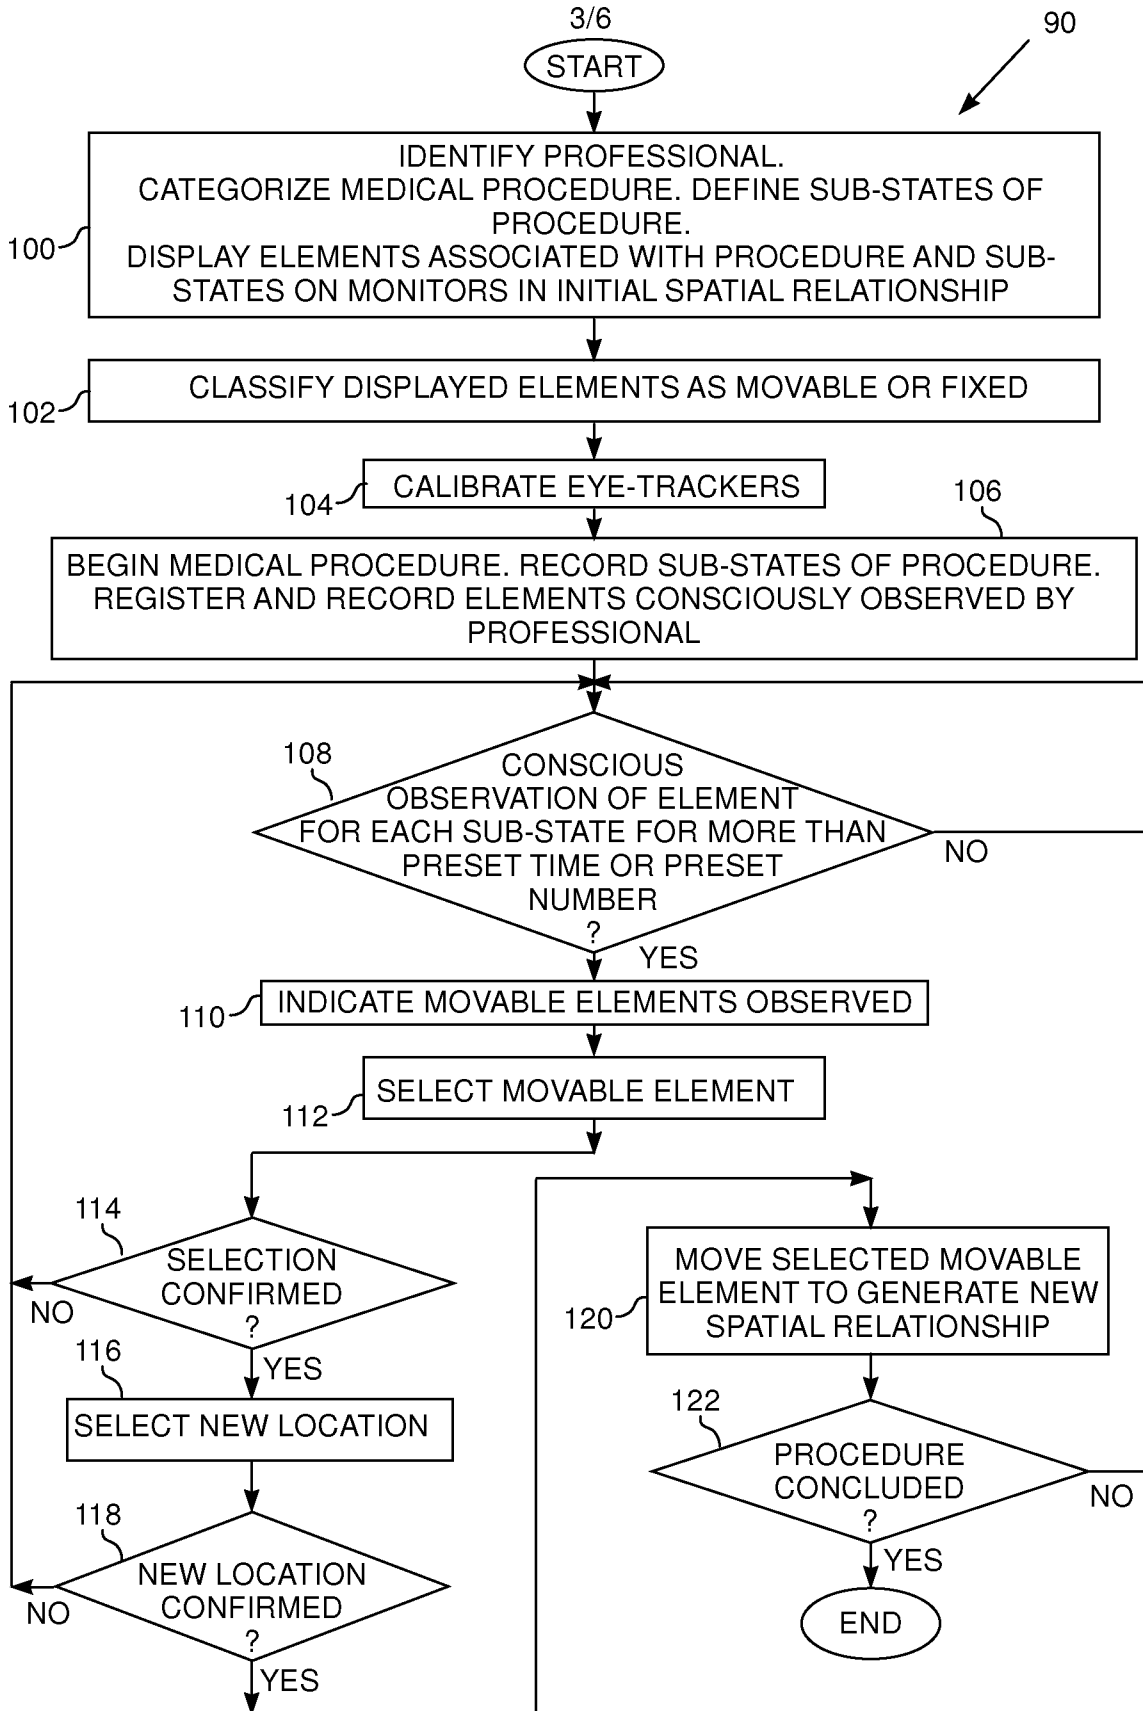 3/6
90
START
IDENTIFY PROFESSIONAL.
CATEGORIZE MEDICAL PROCEDURE. DEFINE SUB-STATES OF
PROCEDURE.
DISPLAY ELEMENTS ASSOCIATED WITH PROCEDURE AND SUB-
STATES ON MONITORS IN INITIAL SPATIAL RELATIONSHIP
100
CLASSIFY DISPLAYED ELEMENTS AS MOVABLE OR FIXED
102
CALIBRATE EYE-TRACKERS
104
106
BEGIN MEDICAL PROCEDURE. RECORD SUB-STATES OF PROCEDURE.
REGISTER AND RECORD ELEMENTS CONSCIOUSLY OBSERVED BY
PROFESSIONAL
108
CONSCIOUS
OBSERVATION OF ELEMENT
FOR EACH SUB-STATE FOR MORE THAN
PRESET TIME OR PRESET
NUMBER
?
NO
YES
INDICATE MOVABLE ELEMENTS OBSERVED
110
SELECT MOVABLE ELEMENT
112
114
SELECTION
CONFIRMED
?
NO
YES
116
SELECT NEW LOCATION
118
NEW LOCATION
CONFIRMED
?
NO
YES
MOVE SELECTED MOVABLE
ELEMENT TO GENERATE NEW
SPATIAL RELATIONSHIP
120
122
PROCEDURE
CONCLUDED
?
NO
YES
END